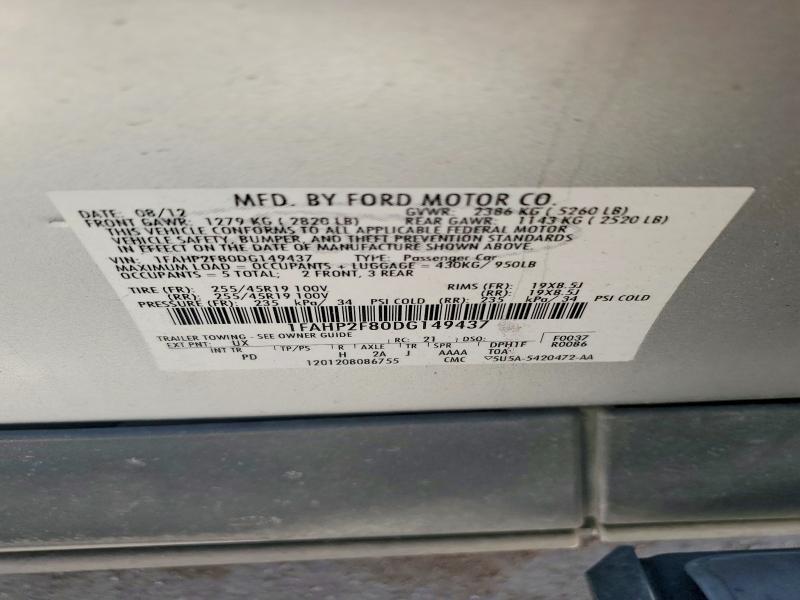 MFD. BY FORD MOTOR CO.
DATE: 08/12 GVWR: 2386 KG ( 5260 LB)
FRONT GAWR: 1279 KG ( 2820 LB) REAR GAWR: 1143 KG ( 2520 LB)
THIS VEHICLE CONFORMS TO ALL APPLICABLE FEDERAL MOTOR
VEHICLE SAFETY, BUMPER, AND THEFT PREVENTION STANDARDS
IN EFFECT ON THE DATE OF MANUFACTURE SHOWN ABOVE.
VIN: 1FAHP2F80DG149437 TYPE: Passenger Car
MAXIMUM LOAD = OCCUPANTS + LUGGAGE = 430KG/ 950LB
OCCUPANTS = 5 TOTAL; 2 FRONT, 3 REAR
TIRE (FR): 255/45R19 100V RIMS (FR): 19X8.5J
(RR): 255/45R19 100V (RR): 19X8.5J
PRESSURE (FR): 235 kPa/ 34 PSI COLD (RR): 235 kPa/ 34 PSI COLD
1FAHP2F80DG149437
TRAILER TOWING - SEE OWNER GUIDE F0037
EXT PNT: UX RC: 21 DSO: R0086
INT TR TP/PS R AXLE TR SPR DPH1F
PD H 2A J AAAA TOA
1201208086755 CMC 5U5A-5420472-AA